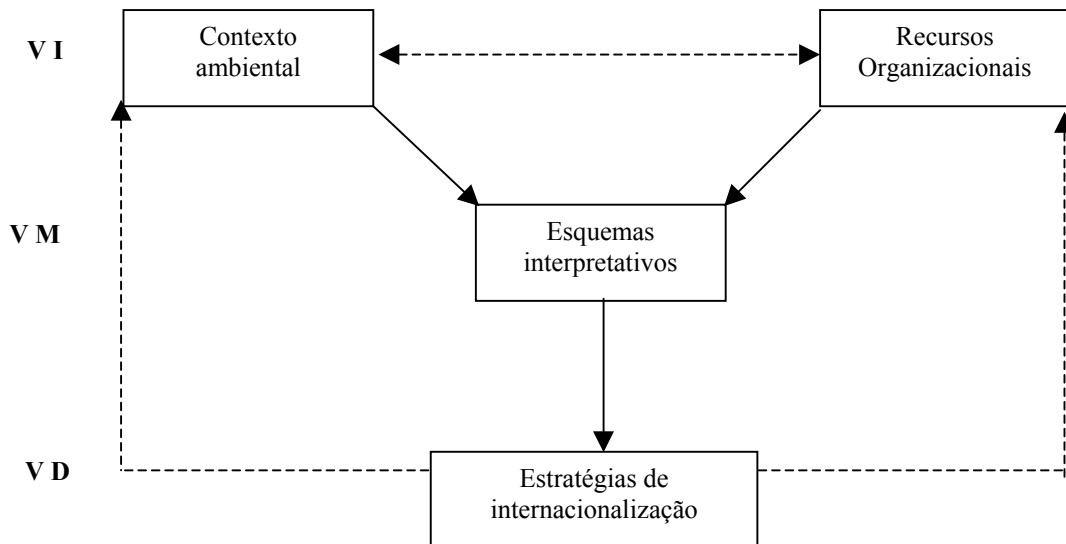 V I
Contexto
ambiental
Recursos
Organizacionais
V M
Esquemas
interpretativos
V D
Estratégias de
internacionalização